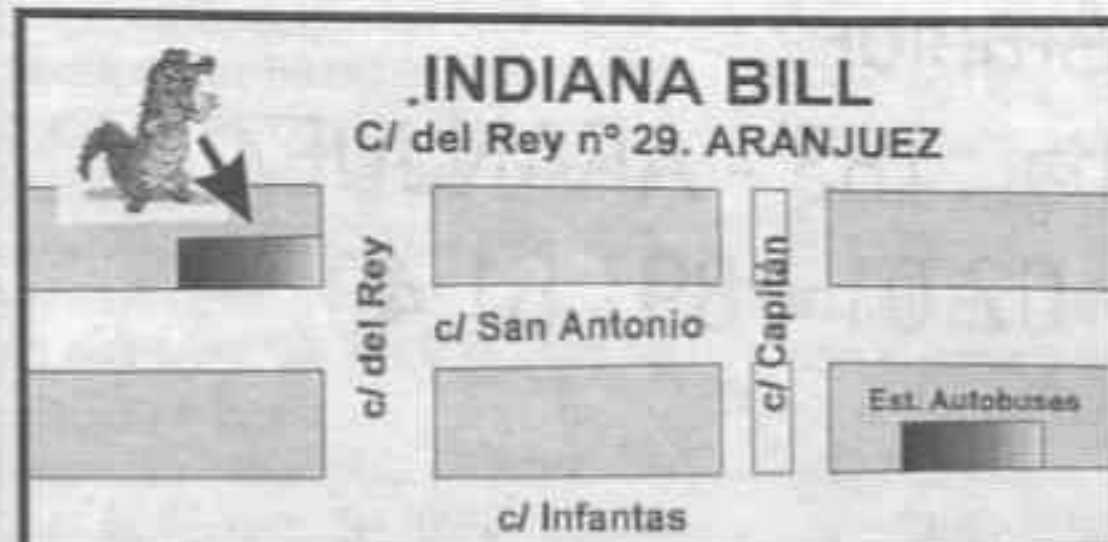 .INDIANA BILL
C/ del Rey nº 29. ARANJUEZ
c/ del Rey
c/ San Antonio
c/ Capitán
Est. Autobuses
c/ Infantas